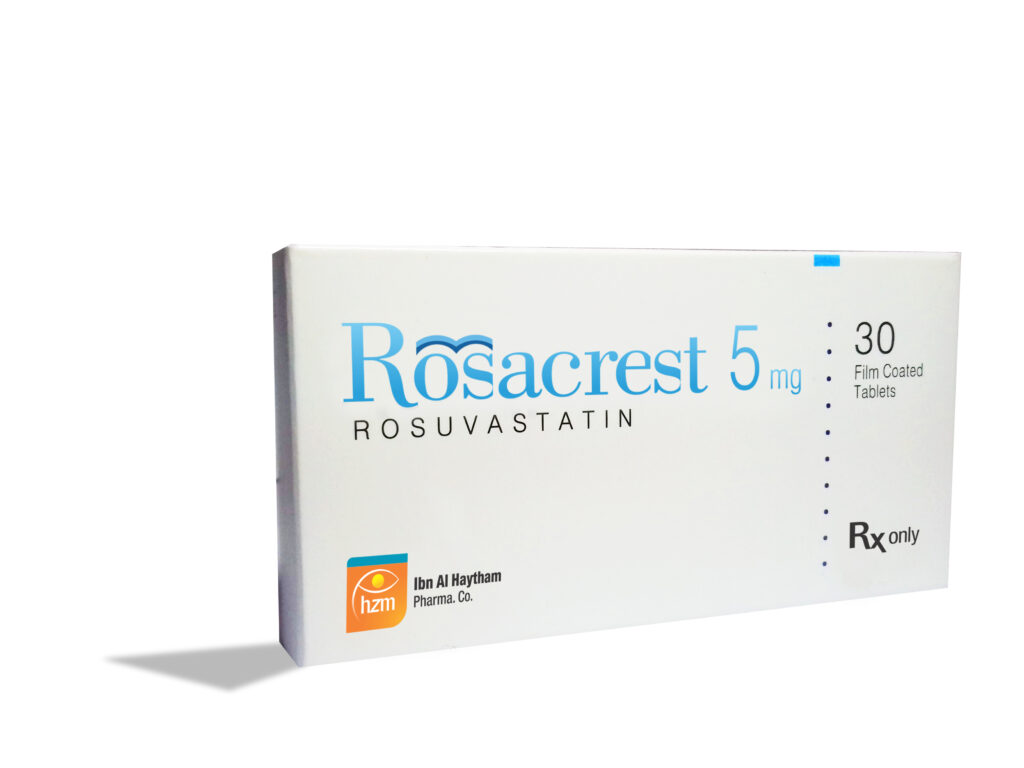 Rosacrest 5 mg
ROSUVASTATIN
30
Film Coated
Tablets
Rx only
hzm
Ibn Al Haytham
Pharma. Co.